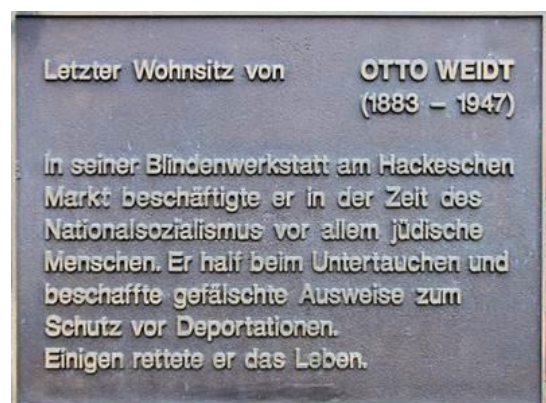 Letzter Wohnsitz von OTTO WEIDT
(1883 – 1947)
In seiner Blindenwerkstatt am Hackeschen
Markt beschäftigte er in der Zeit des
Nationalsozialismus vor allem jüdische
Menschen. Er half beim Untertauchen und
beschaffte gefälschte Ausweise zum
Schutz vor Deportationen.
Einigen rettete er das Leben.